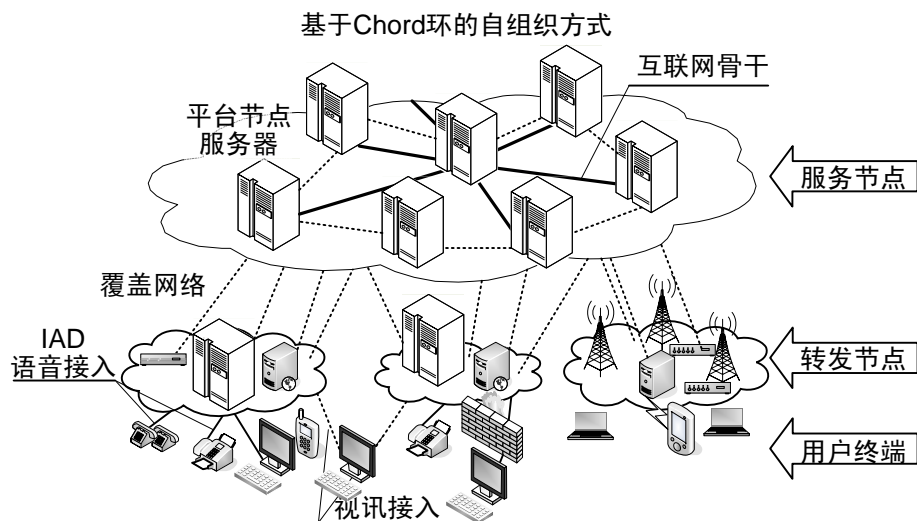 基于Chord环的自组织方式
互联网骨干
平台节点
服务器
服务节点
覆盖网络
IAD
语音接入
转发节点
用户终端
视讯接入